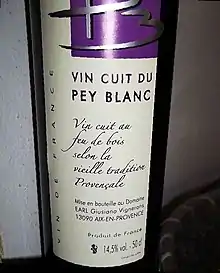 VIN CUIT DU
PEY BLANC
Vin cuit au
feu de bois
selon la
vieille tradition
Provençale
Mise en bouteille au Domaine
EARL Giusiano Vignerons
13090 AIX-EN-PROVENCE
Produit de France
14,5% vol. - 50 cl
VIN DE FRANCE